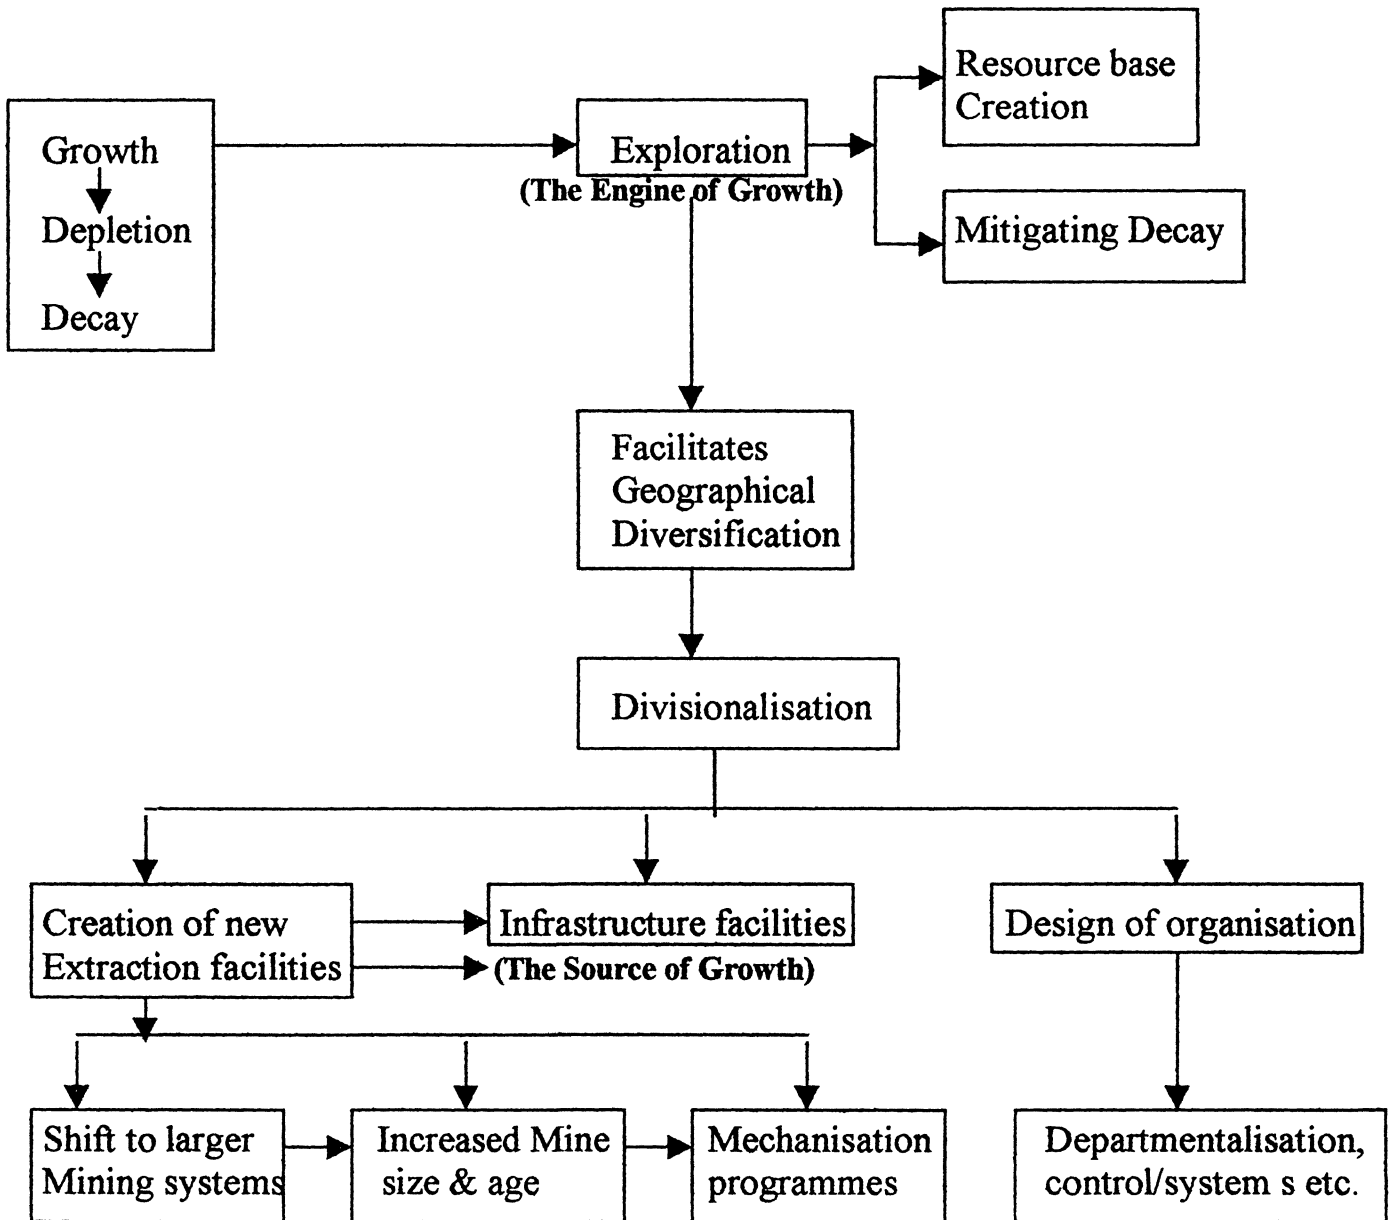 Growth
Depletion
Decay
Exploration
(The Engine of Growth)
Resource base
Creation
Mitigating Decay
Facilitates
Geographical
Diversification
Divisionalisation
Creation of new
Extraction facilities
Infrastructure facilities
(The Source of Growth)
Design of organisation
Shift to larger
Mining systems
Increased Mine
size & age
Mechanisation
programmes
Departmentalisation,
control/system s etc.